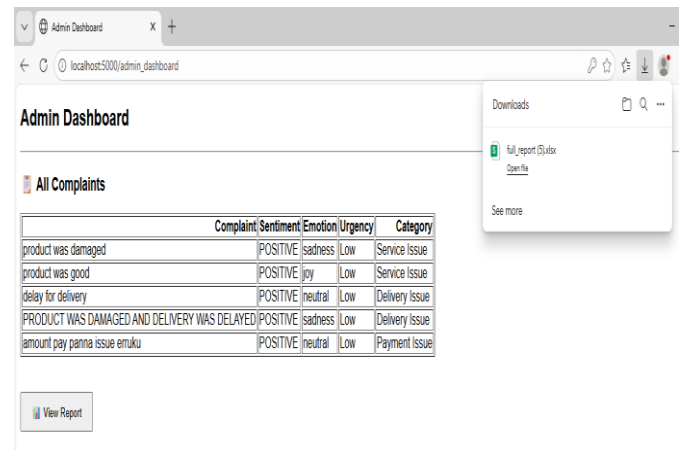 Admin Dashboard
localhost:5000/admin_dashboard
Downloads
full_report (5).xlsx
Open file
See more
Admin Dashboard
All Complaints
Complaint Sentiment Emotion Urgency Category
product was damaged POSITIVE sadness Low Service Issue
product was good POSITIVE joy Low Service Issue
delay for delivery POSITIVE neutral Low Delivery Issue
PRODUCT WAS DAMAGED AND DELIVERY WAS DELAYED POSITIVE sadness Low Delivery Issue
amount pay panna issue erruku POSITIVE neutral Low Payment Issue
View Report